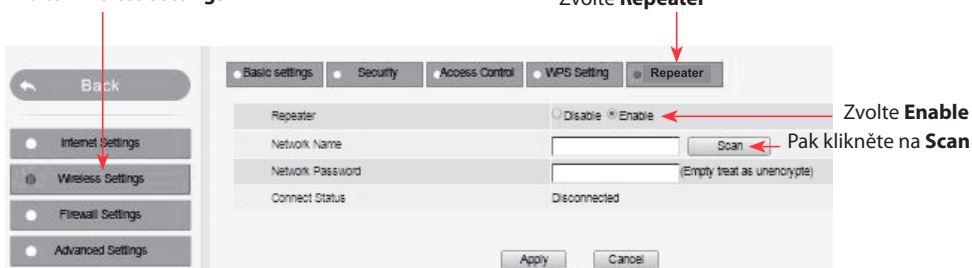 Zvolte Repeater
Back
Basic settings
Security
Access Control
WPS Setting
Repeater
Repeater
Disable
Enable
Zvolte Enable
Internet Settings
Network Name
Scan
Pak klikněte na Scan
Wireless Settings
Network Password
(Empty treat as unencrypte)
Connect Status
Disconnected
Firewall Settings
Advanced Settings
Apply
Cancel